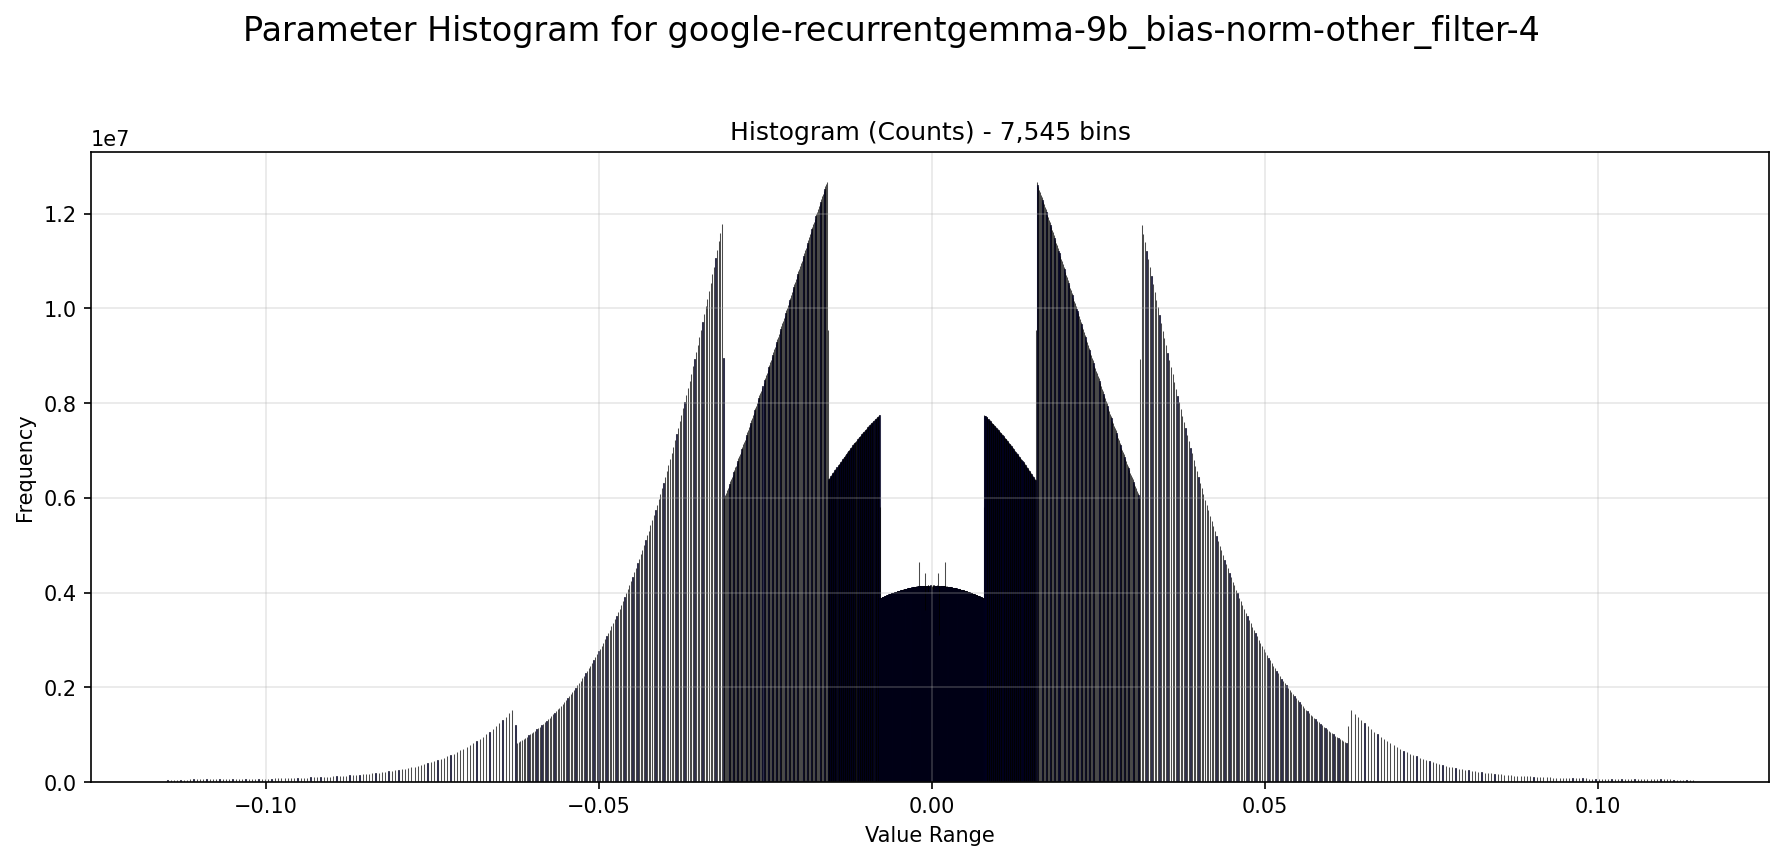 Parameter Histogram for google-recurrentgemma-9b_bias-norm-other_filter-4
Histogram (Counts) - 7,545 bins
1e7
1.2
1.0
0.8
0.6
0.4
0.2
0.0
Frequency
−0.10
−0.05
0.00
0.05
0.10
Value Range